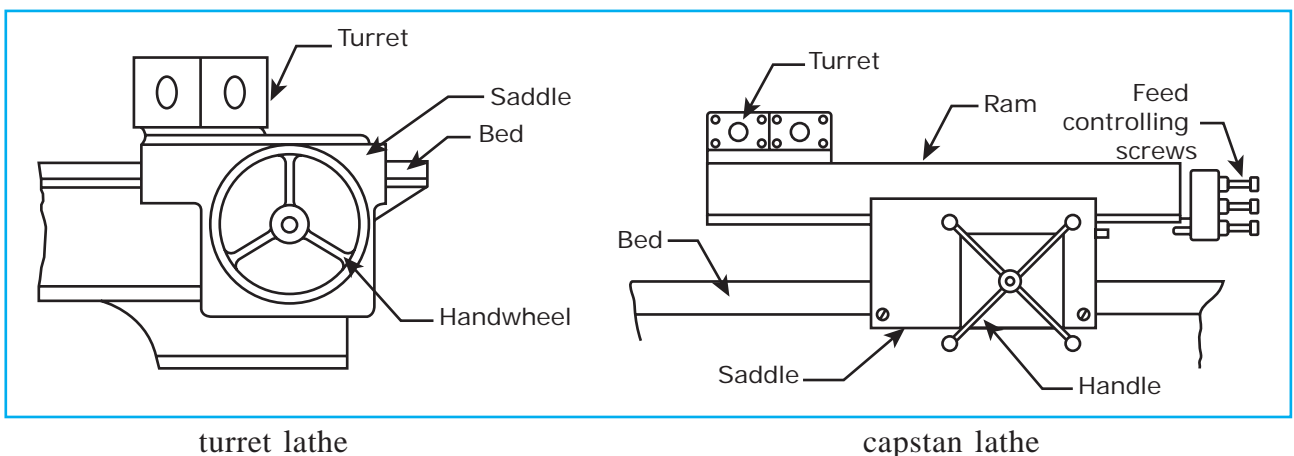 Turret
Saddle
Bed
Handwheel
Turret
Ram
Feed
controlling
screws
Bed
Saddle
Handle
turret lathe
capstan lathe